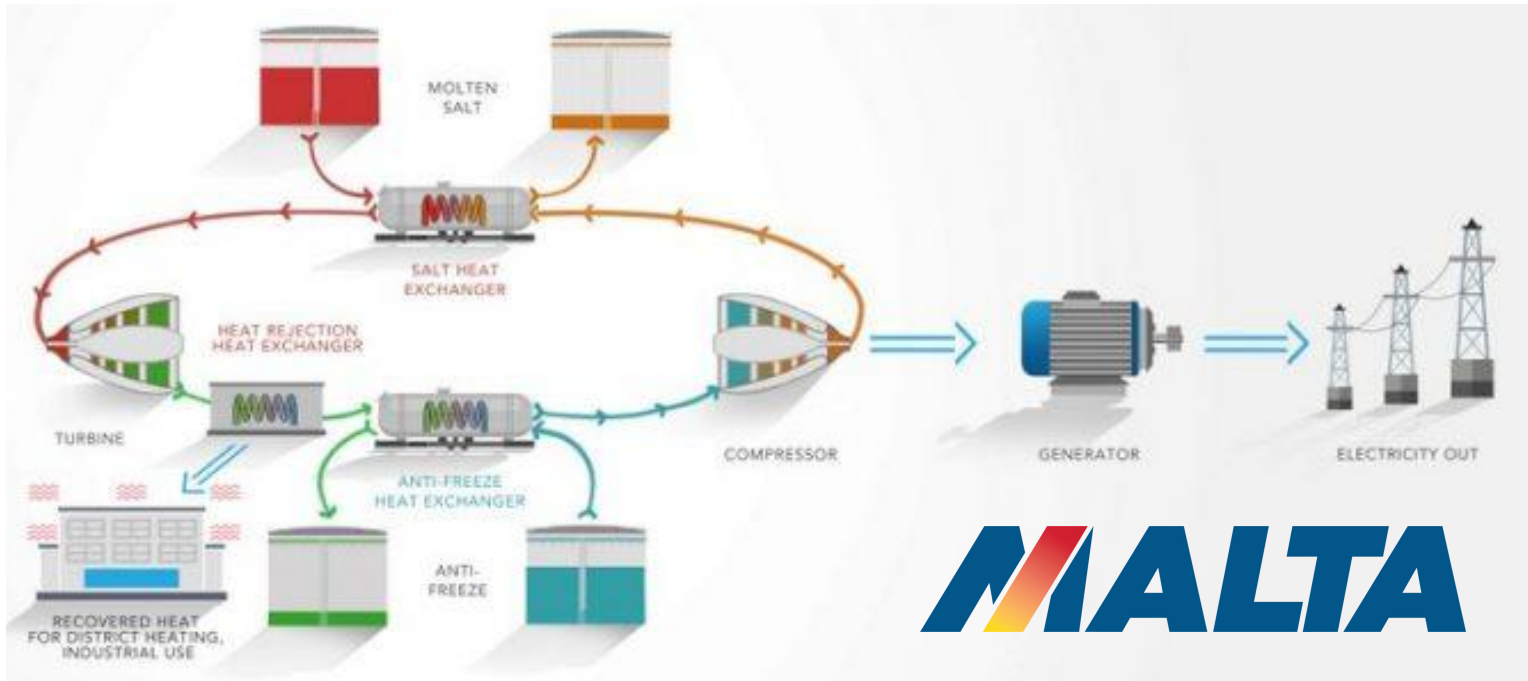 MOLTEN
SALT
SALT HEAT
EXCHANGER
HEAT REJECTION
HEAT EXCHANGER
TURBINE
ANTI-FREEZE
HEAT EXCHANGER
COMPRESSOR
GENERATOR
ELECTRICITY OUT
ANTI-
FREEZE
RECOVERED HEAT
FOR DISTRICT HEATING,
INDUSTRIAL USE
MALTA